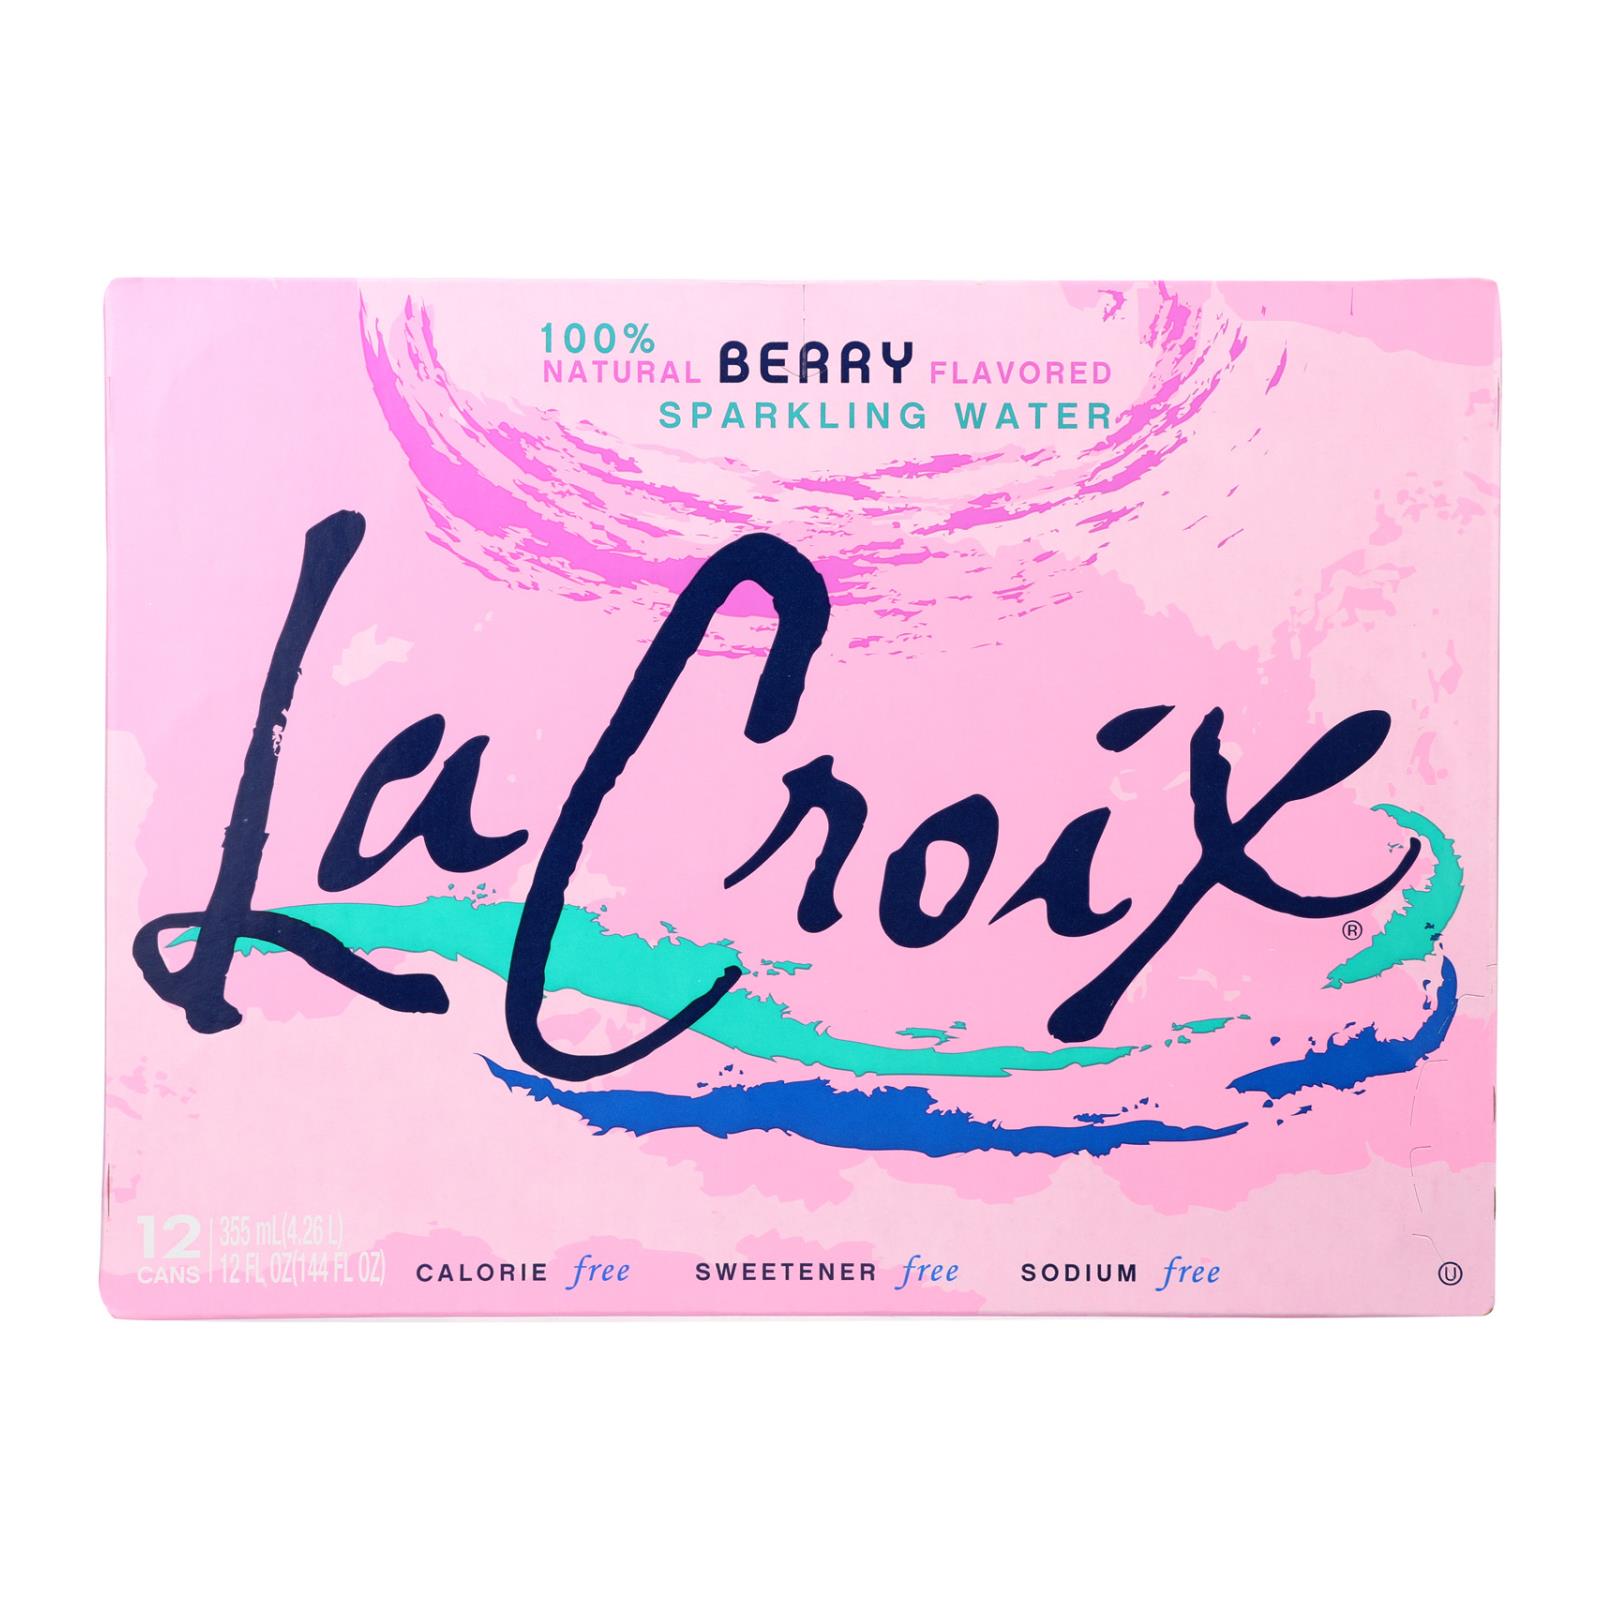 100%
NATURAL BERRY FLAVORED
SPARKLING WATER
LaCroix®
12 CANS
355 mL(4.26 L)
12 FL OZ(144 FL OZ)
CALORIE free SWEETENER free SODIUM free
Ⓤ